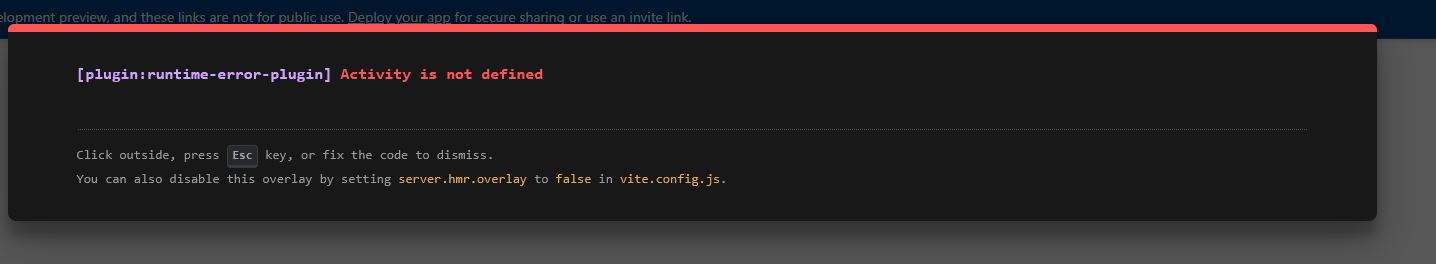 elopment preview, and these links are not for public use. Deploy your app for secure sharing or use an invite link.
[plugin:runtime-error-plugin] Activity is not defined
Click outside, press Esc key, or fix the code to dismiss.
You can also disable this overlay by setting server.hmr.overlay to false in vite.config.js.